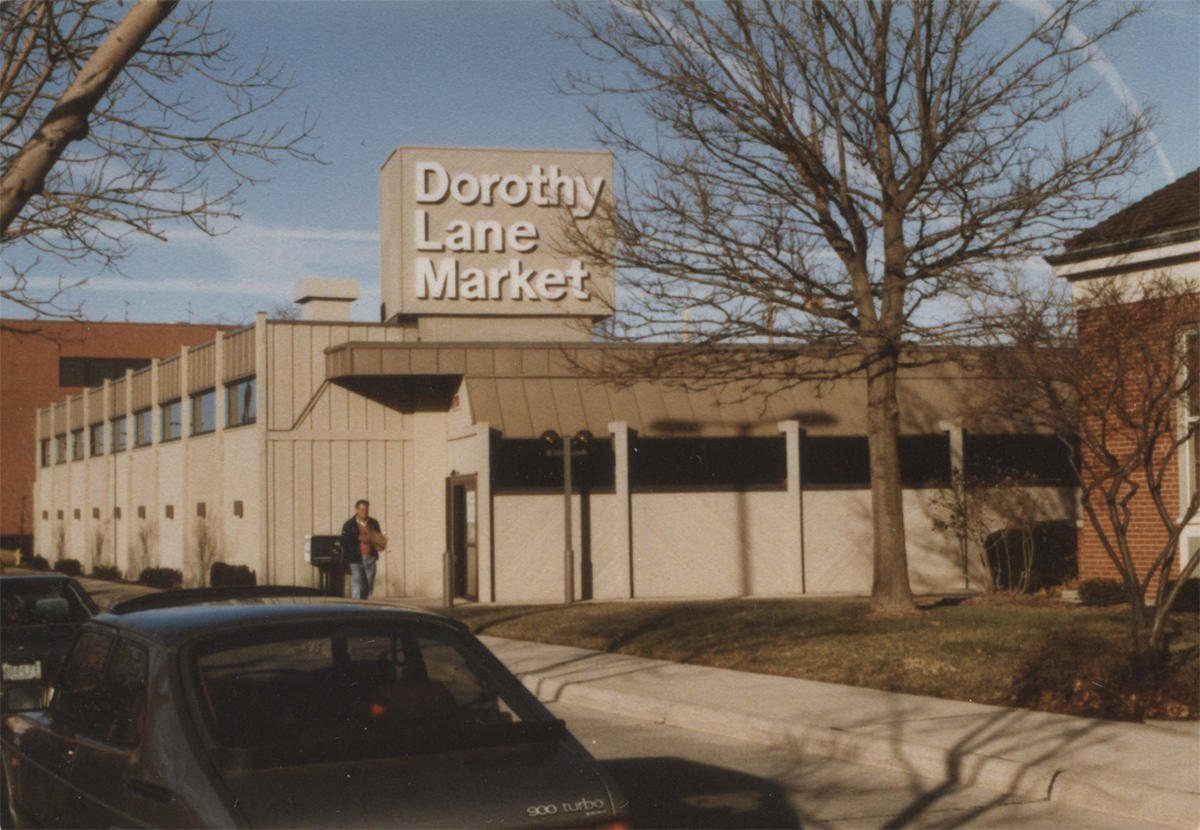 Dorothy
Lane
Market
900 turbo